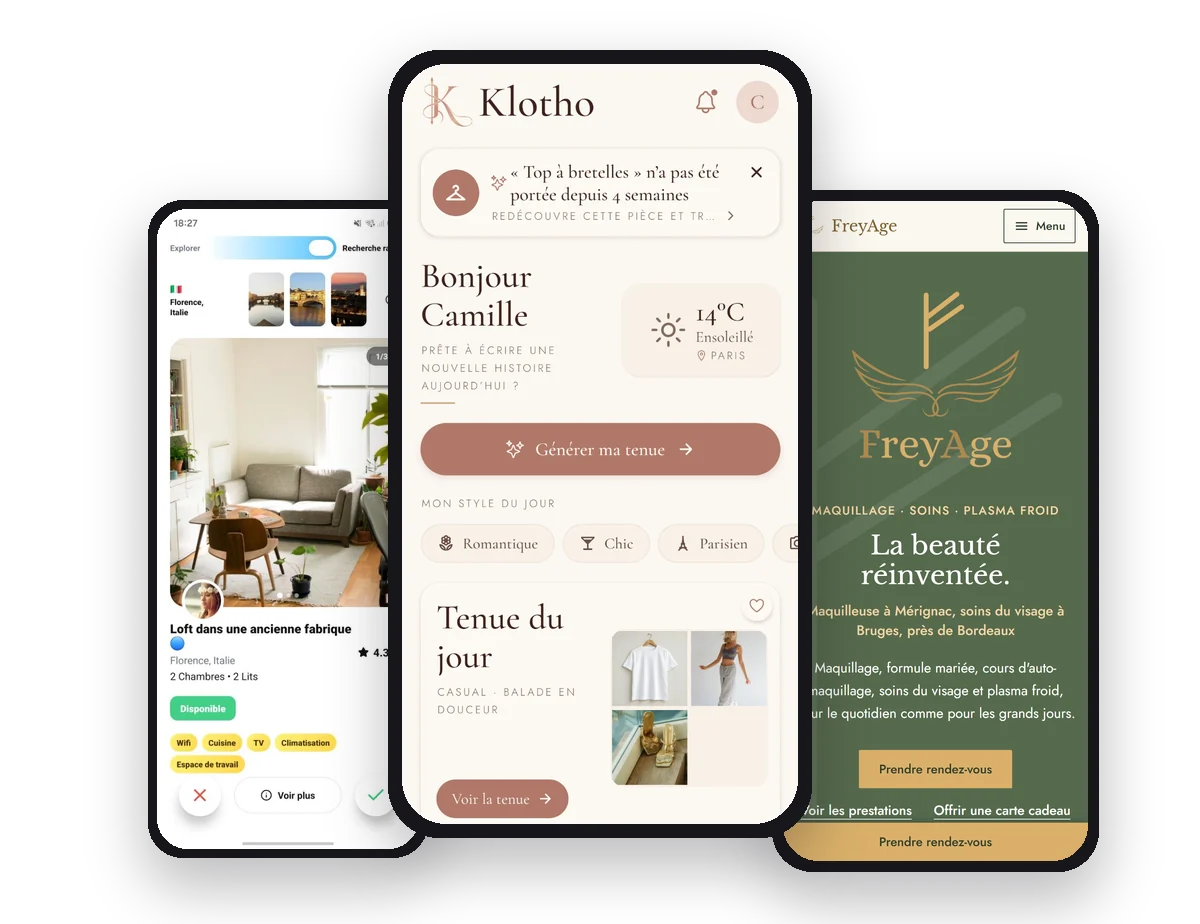 18:27
Explorer
Recherche
Florence,
Italie
1/3
Loft dans une ancienne fabrique
4.3
Florence, Italie
2 Chambres • 2 Lits
Disponible
Wifi
Cuisine
TV
Climatisation
Espace de travail
Voir plus
K Klotho
C
« Top à bretelles » n’a pas été
portée depuis 4 semaines
REDÉCOUVRE CETTE PIÈCE ET TR…
Bonjour
Camille
PRÊTE À ÉCRIRE UNE
NOUVELLE HISTOIRE
AUJOURD’HUI ?
14°C
Ensoleillé
PARIS
Générer ma tenue
MON STYLE DU JOUR
Romantique
Chic
Parisien
Tenue du
jour
CASUAL · BALADE EN
DOUCEUR
Voir la tenue
FreyAge
Menu
FreyAge
MAQUILLAGE · SOINS · PLASMA FROID
La beauté
réinventée.
Maquilleuse à Mérignac, soins du visage à
Bruges, près de Bordeaux
Maquillage, formule mariée, cours d'auto-
maquillage, soins du visage et plasma froid,
le quotidien comme pour les grands jours.
Prendre rendez-vous
Voir les prestations
Offrir une carte cadeau
Prendre rendez-vous